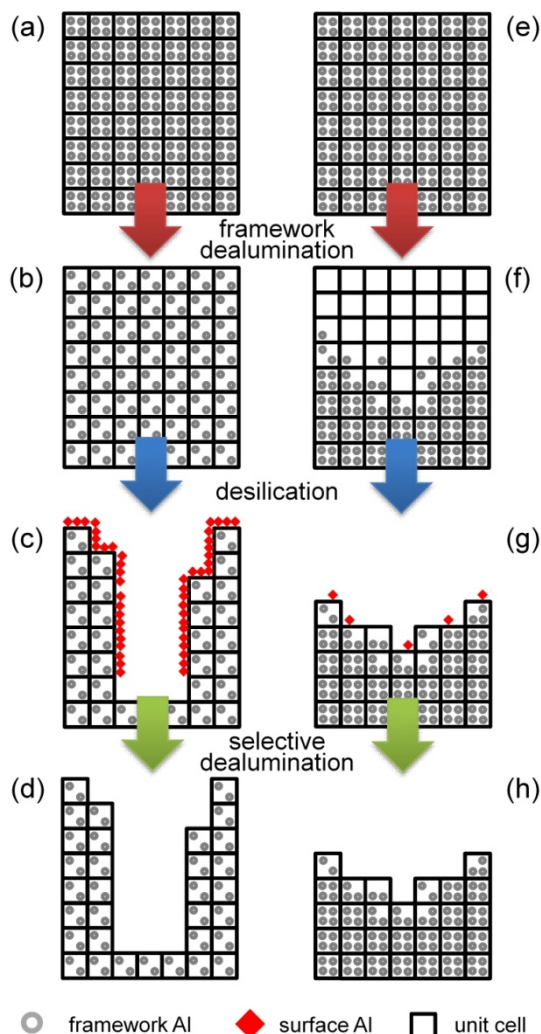 (a) (e)
framework
dealumination
(b) (f)
desilication
(c) (g)
selective
dealumination
(d) (h)
framework Al surface Al unit cell